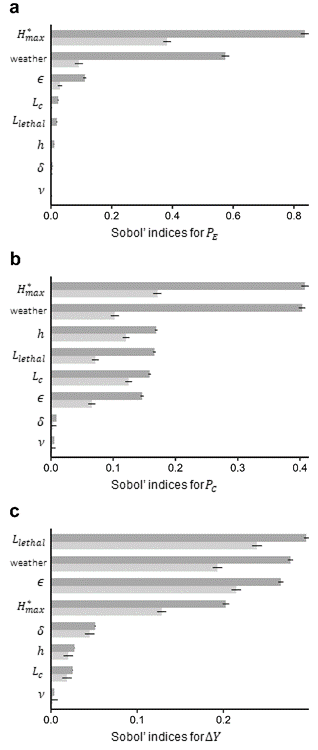 a
H*max
weather
ϵ
Lc
Llethal
h
δ
ν
0.0 0.2 0.4 0.6 0.8
Sobol' indices for PE
b
H*max
weather
h
Llethal
Lc
ϵ
δ
ν
0.0 0.1 0.2 0.3 0.4
Sobol' indices for PC
c
Llethal
weather
ϵ
H*max
δ
h
Lc
ν
0.0 0.1 0.2
Sobol' indices for ΔY